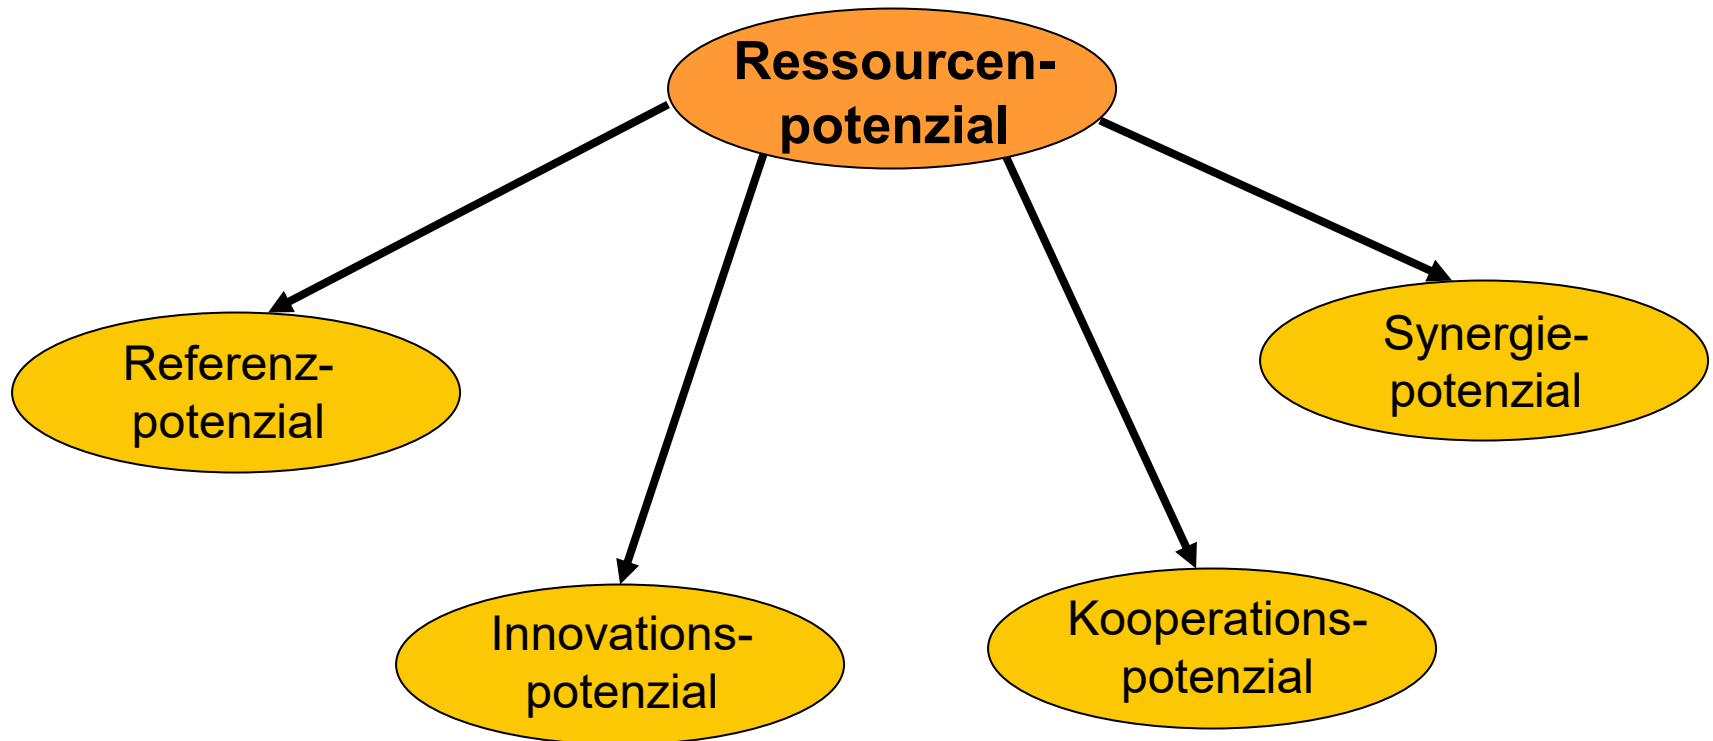 Ressourcen-
potenzial
Referenz-
potenzial
Synergie-
potenzial
Innovations-
potenzial
Kooperations-
potenzial